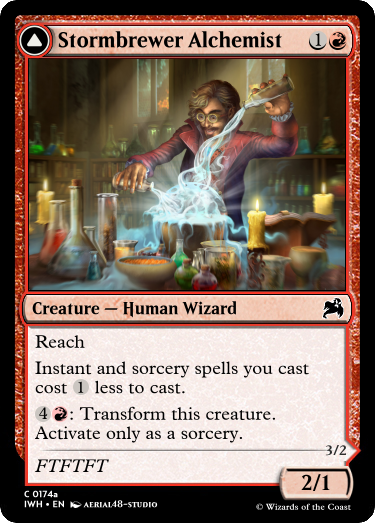 Stormbrewer Alchemist 1
Creature — Human Wizard
Reach
Instant and sorcery spells you cast
cost 1 less to cast.
4: Transform this creature.
Activate only as a sorcery.
3/2
FTFTFT
2/1
C 0174a
IWH • EN AERIAL48-STUDIO
© Wizards of the Coast